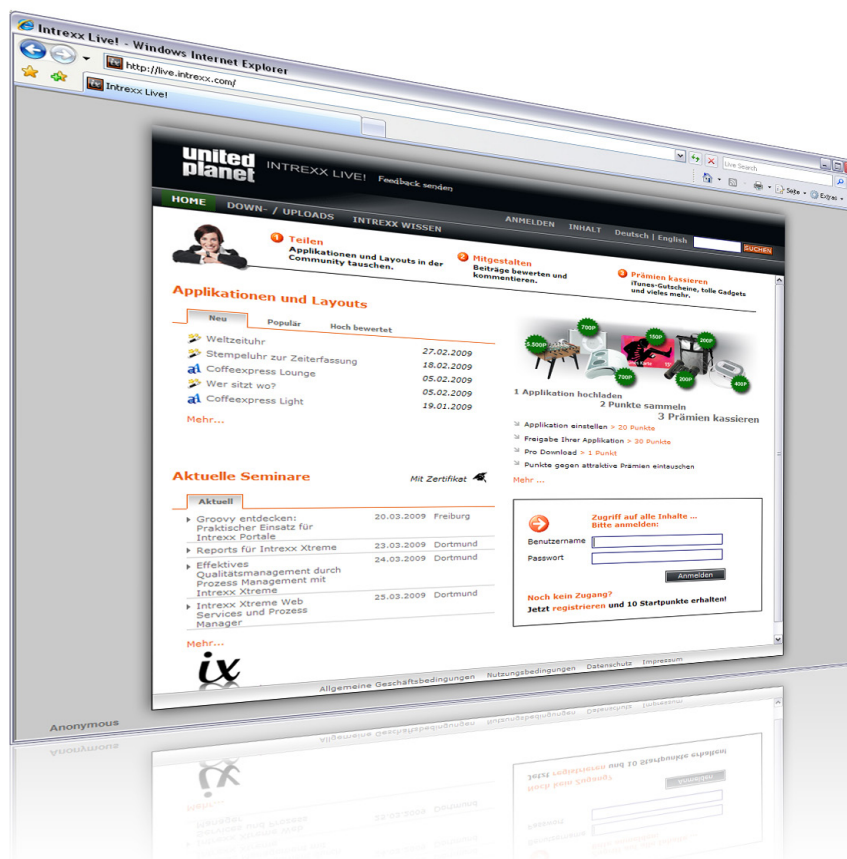 Intrexx Live! - Windows Internet Explorer
http://live.intrexx.com/
Live Search
Intrexx Live!
Seite
Extras
united
planet
INTREXX LIVE!
Feedback senden
HOME
DOWN- / UPLOADS
INTREXX WISSEN
ANMELDEN
INHALT
Deutsch | English
SUCHEN
1 Teilen
Applikationen und Layouts in der
Community tauschen.
2 Mitgestalten
Beiträge bewerten und
kommentieren.
3 Prämien kassieren
iTunes-Gutscheine, tolle Gadgets
und vieles mehr.
Applikationen und Layouts
Neu
Populär
Hoch bewertet
Weltzeituhr 27.02.2009
Stempeluhr zur Zeiterfassung 18.02.2009
Coffeexpress Lounge 05.02.2009
Wer sitzt wo? 05.02.2009
Coffeexpress Light 19.01.2009
Mehr...
5.500P
700P
700P
150P
200P
200P
400P
1 Applikation hochladen
2 Punkte sammeln
3 Prämien kassieren
Applikation einstellen > 20 Punkte
Freigabe Ihrer Applikation > 30 Punkte
Pro Download > 1 Punkt
Punkte gegen attraktive Prämien eintauschen
Mehr ...
Aktuelle Seminare
Mit Zertifikat
Aktuell
Groovy entdecken: 20.03.2009 Freiburg
Praktischer Einsatz für
Intrexx Portale
Reports für Intrexx Xtreme 23.03.2009 Dortmund
Effektives 24.03.2009 Dortmund
Qualitätsmanagement durch
Prozess Management mit
Intrexx Xtreme
Intrexx Xtreme Web 25.03.2009 Dortmund
Services und Prozess
Manager
Mehr...
Zugriff auf alle Inhalte ...
Bitte anmelden:
Benutzername
Passwort
Anmelden
Noch kein Zugang?
Jetzt registrieren und 10 Startpunkte erhalten!
ix
Allgemeine Geschäftsbedingungen
Nutzungsbedingungen
Datenschutz
Impressum
Anonymous